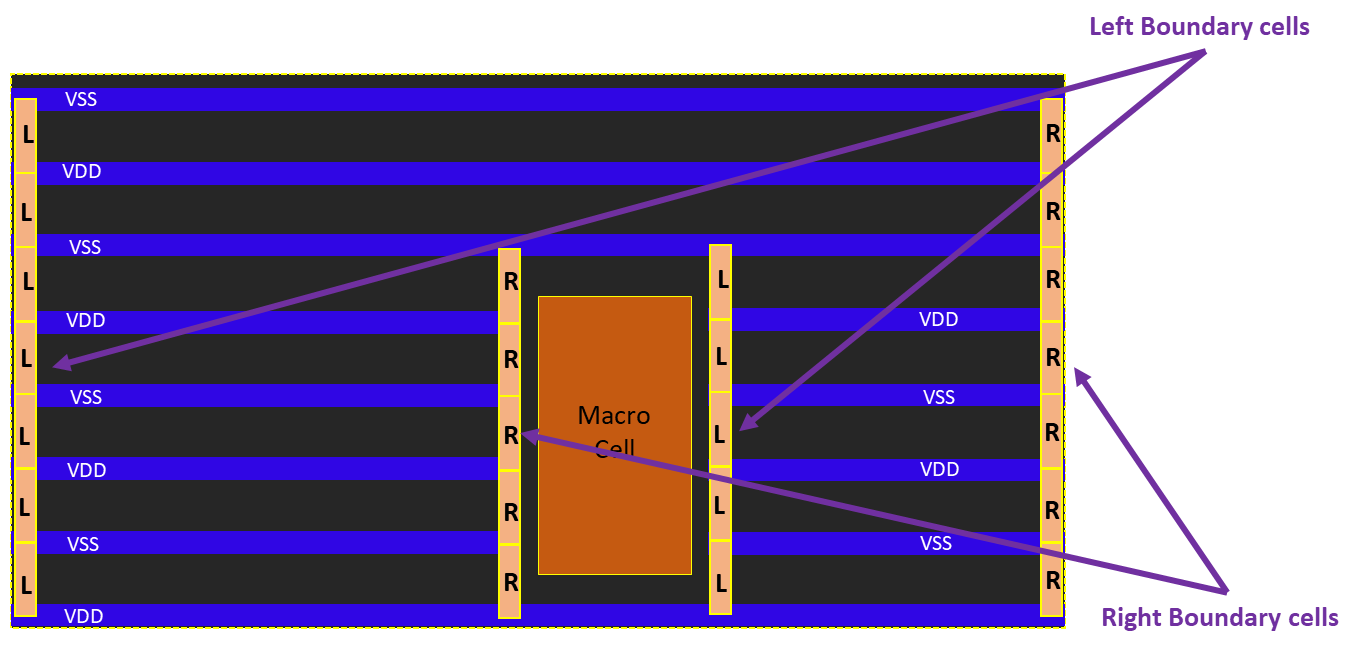 Left Boundary cells
VSS
L R
VDD
L R
VSS
L R L R
VDD VDD
L R L R
VSS VSS
Macro
Cell
L R L R
VDD VDD
L R L R
VSS VSS
L R L R
VDD
Right Boundary cells